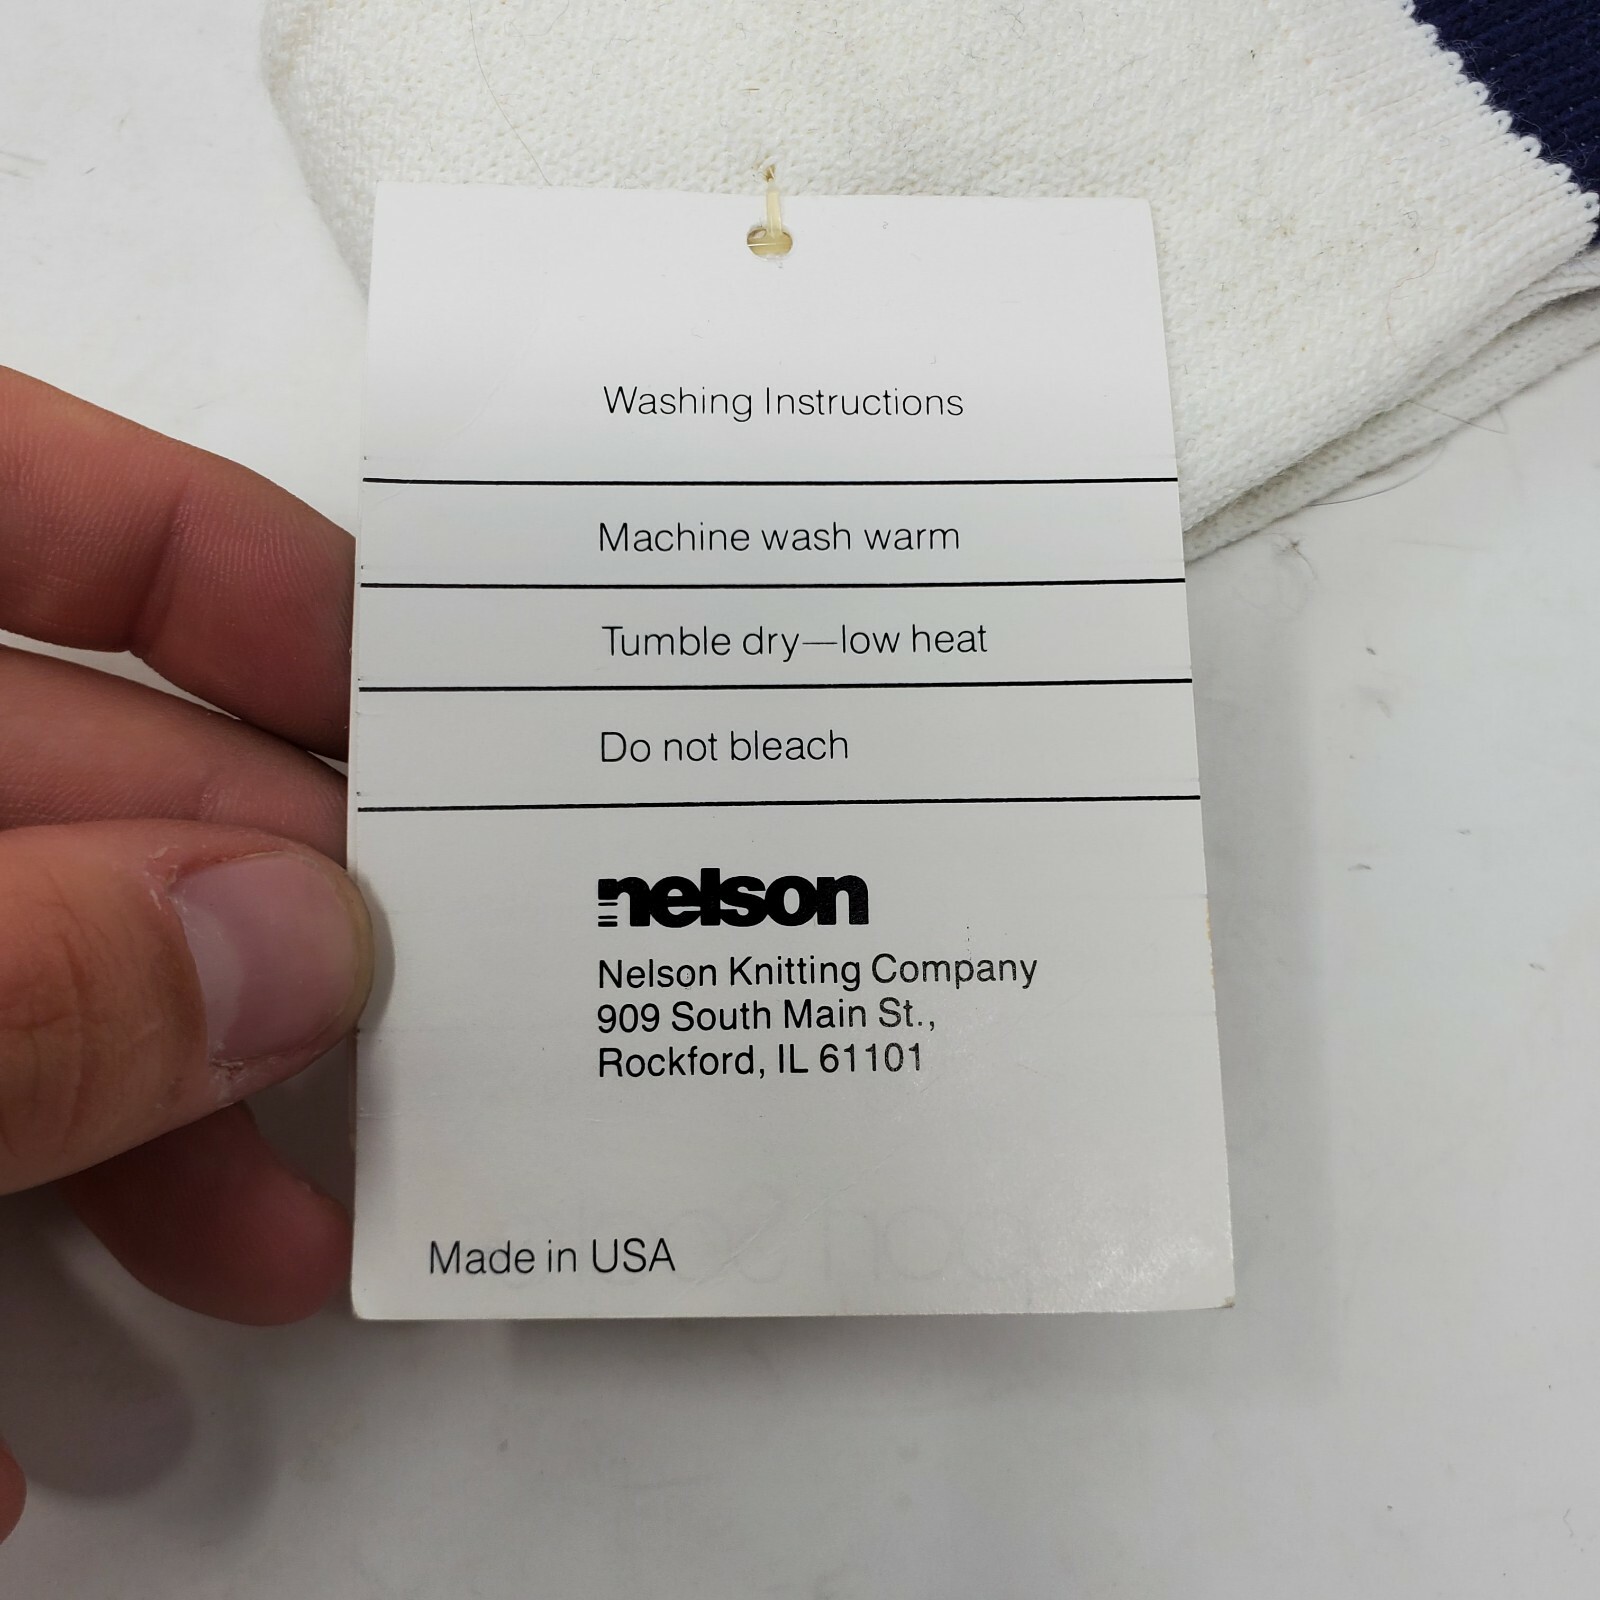 Washing Instructions
Machine wash warm
Tumble dry—low heat
Do not bleach
nelson
Nelson Knitting Company
909 South Main St.,
Rockford, IL 61101
Made in USA